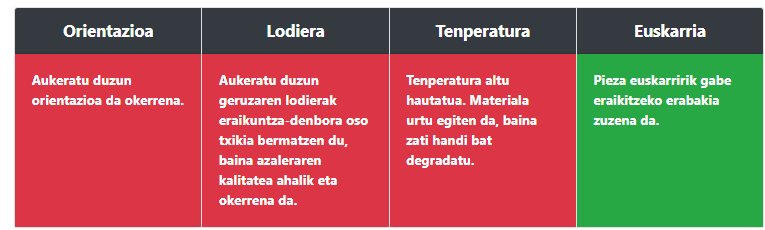 Orientazioa
Lodiera
Tenperatura
Euskarria
Aukeratu duzun
orientazioa da okerrena.
Aukeratu duzun
geruzaren lodierak
eraikuntza-denbora oso
txikia bermatzen du,
baina azaleraren
kalitatea ahalik eta
okerrena da.
Tenperatura altu
hautatua. Materiala
urtu egiten da, baina
zati handi bat
degradatu.
Pieza euskarririk gabe
eraikitzeko erabakia
zuzena da.